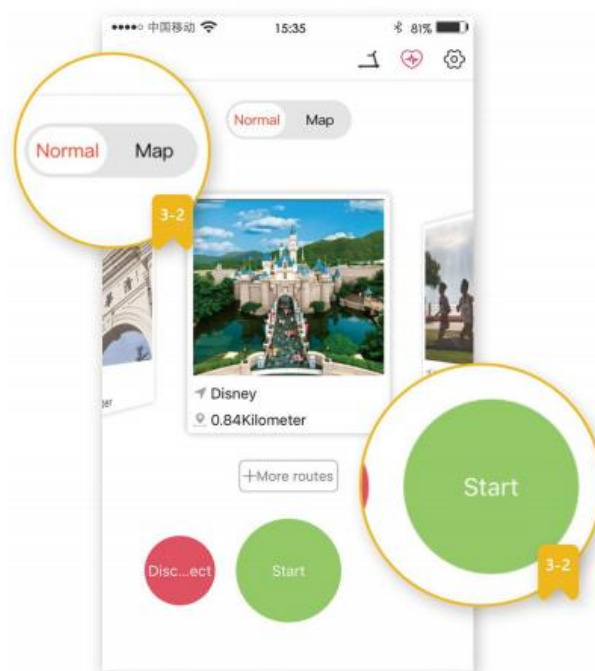 中国移动 15:35 81%
Normal Map
Normal Map
3-2
Disney
0.84Kilometer
+More routes
Start
Disc...ect Start
3-2